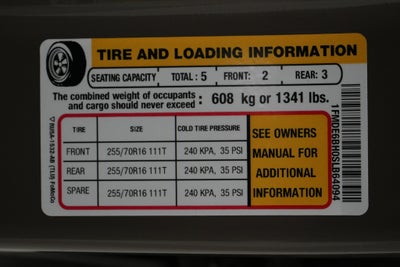 TIRE AND LOADING INFORMATION
SEATING CAPACITY TOTAL : 5 FRONT: 2 REAR: 3
The combined weight of occupants
and cargo should never exceed : 608 kg or 1341 lbs.
TIRE SIZE COLD TIRE PRESSURE
FRONT 255/70R16 111T 240 KPA, 35 PSI
REAR 255/70R16 111T 240 KPA, 35 PSI
SPARE 255/70R16 111T 240 KPA, 35 PSI
SEE OWNERS
MANUAL FOR
ADDITIONAL
INFORMATION